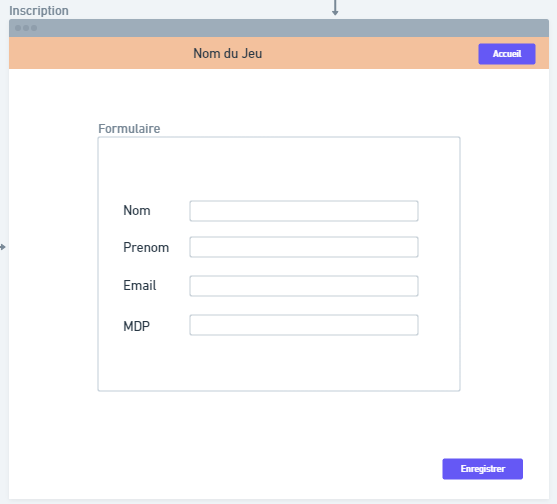 Inscription
Nom du Jeu
Accueil
Formulaire
Nom
Prenom
Email
MDP
Enregistrer